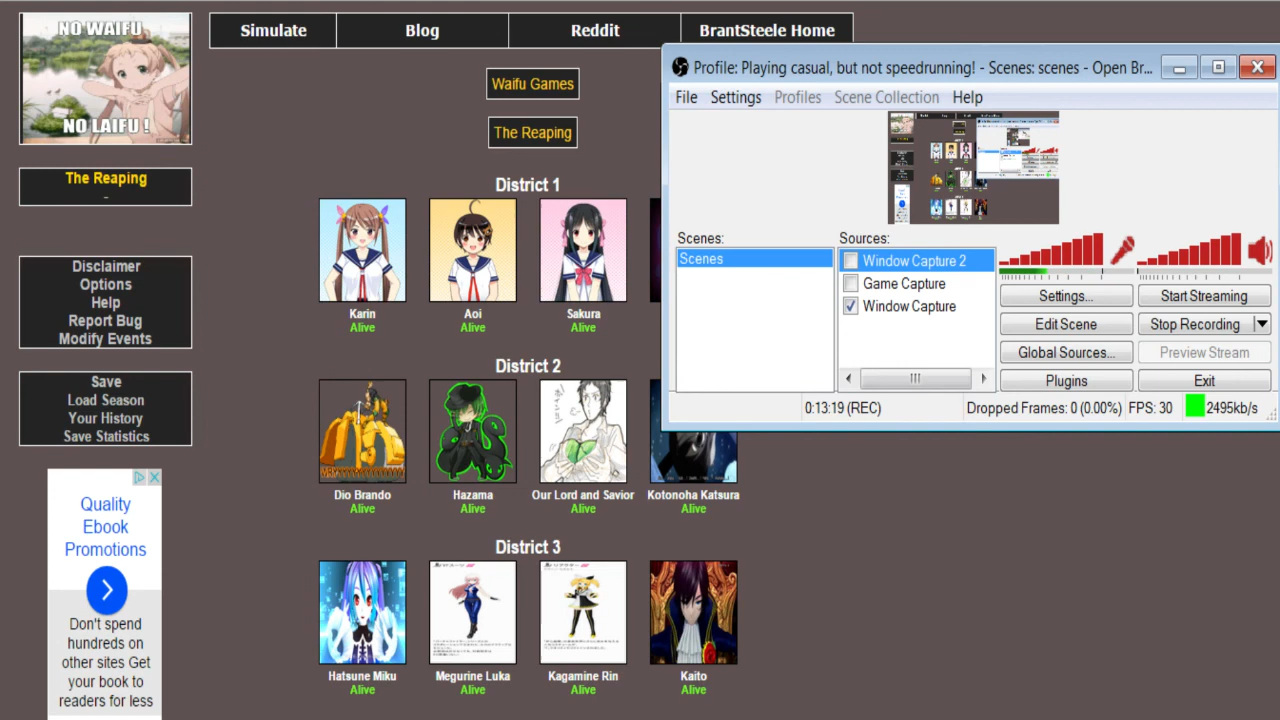 NO WAIFU
NO LAIFU !
Simulate
Blog
Reddit
BrantSteele Home
Waifu Games
The Reaping
The Reaping
-
Disclaimer
Options
Help
Report Bug
Modify Events
Save
Load Season
Your History
Save Statistics
Quality
Ebook
Promotions
Don't spend
hundreds on
other sites Get
your book to
readers for less
District 1
Karin
Aoi
Sakura
Alive
Alive
Alive
District 2
Dio Brando
Hazama
Our Lord and Savior
Kotonoha Katsura
Alive
Alive
Alive
Alive
District 3
Hatsune Miku
Megurine Luka
Kagamine Rin
Kaito
Alive
Alive
Alive
Alive
Profile: Playing casual, but not speedrunning! - Scenes: scenes - Open Br...
File
Settings
Profiles
Scene Collection
Help
Scenes:
Scenes
Sources:
Window Capture 2
Game Capture
Window Capture
Settings...
Start Streaming
Edit Scene
Stop Recording
Global Sources...
Preview Stream
Plugins
Exit
0:13:19 (REC)
Dropped Frames: 0 (0.00%)
FPS: 30
2495kb/s